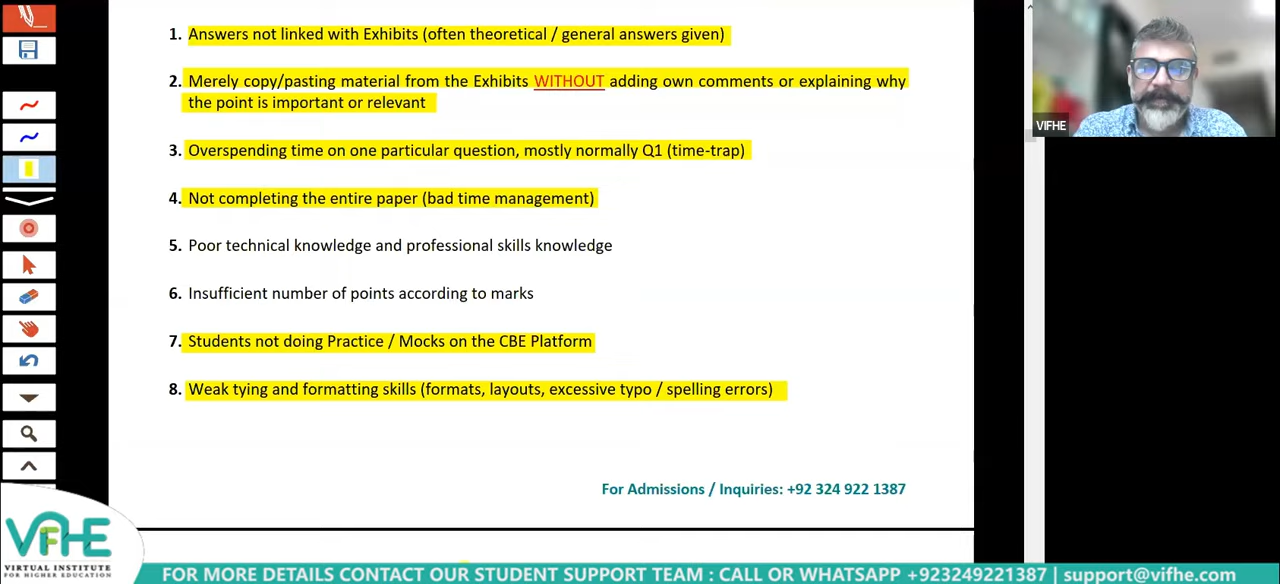 1. Answers not linked with Exhibits (often theoretical / general answers given)
2. Merely copy/pasting material from the Exhibits WITHOUT adding own comments or explaining why
the point is important or relevant
3. Overspending time on one particular question, mostly normally Q1 (time-trap)
4. Not completing the entire paper (bad time management)
5. Poor technical knowledge and professional skills knowledge
6. Insufficient number of points according to marks
7. Students not doing Practice / Mocks on the CBE Platform
8. Weak tying and formatting skills (formats, layouts, excessive typo / spelling errors)
For Admissions / Inquiries: +92 324 922 1387
VIFHE
VIFHE
VIRTUAL INSTITUTE
FOR HIGHER EDUCATION
FOR MORE DETAILS CONTACT OUR STUDENT SUPPORT TEAM : CALL OR WHATSAPP +923249221387 | support@vifhe.com